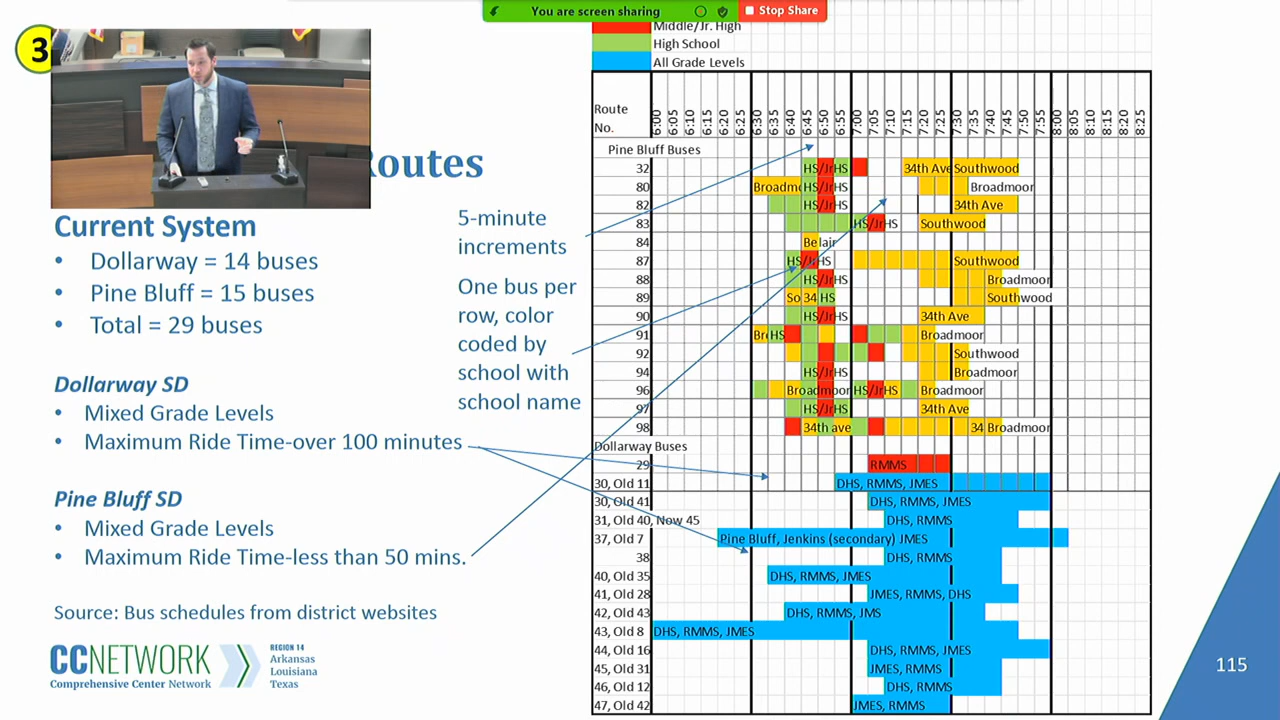 You are screen sharing
Stop Share
3
Routes
Current System
• Dollarway = 14 buses
• Pine Bluff = 15 buses
• Total = 29 buses
Dollarway SD
• Mixed Grade Levels
• Maximum Ride Time-over 100 minutes
Pine Bluff SD
• Mixed Grade Levels
• Maximum Ride Time-less than 50 mins.
Source: Bus schedules from district websites
CCNETWORK
Comprehensive Center Network
REGION 14
Arkansas
Louisiana
Texas
5-minute
increments
One bus per
row, color
coded by
school with
school name
Middle/Jr. High
High School
All Grade Levels
Route
No.
6:00 6:05 6:10 6:15 6:20 6:25 6:30 6:35 6:40 6:45 6:50 6:55 7:00 7:05 7:10 7:15 7:20 7:25 7:30 7:35 7:40 7:45 7:50 7:55 8:00 8:05 8:10 8:15 8:20 8:25
Pine Bluff Buses
32 HS/JrHS 34th Ave Southwood
80 Broadmo HS/JrHS Broadmoor
82 HS/JrHS 34th Ave
83 HS/JrHS Southwood
84 Belair
87 HS/JrHS Southwood
88 HS/JrHS Broadmoor
89 So 34 HS Southwood
90 HS/JrHS 34th Ave
91 Br HS Broadmoor
92 Southwood
94 HS/JrHS Broadmoor
96 Broadmoor HS/JrHS Broadmoor
97 HS/JrHS 34th Ave
98 34th ave 34 Broadmoor
Dollarway Buses
29 RMMS
30, Old 11 DHS, RMMS, JMES
30, Old 41 DHS, RMMS, JMES
31, Old 40, Now 45 DHS, RMMS
37, Old 7 Pine Bluff, Jenkins (secondary) JMES
38 DHS, RMMS
40, Old 35 DHS, RMMS, JMES
41, Old 28 JMES, RMMS, DHS
42, Old 43 DHS, RMMS, JMS
43, Old 8 DHS, RMMS, JMES
44, Old 16 DHS, RMMS, JMES
45, Old 31 JMES, RMMS
46, Old 12 DHS, RMMS
47, Old 42 JMES, RMMS
115